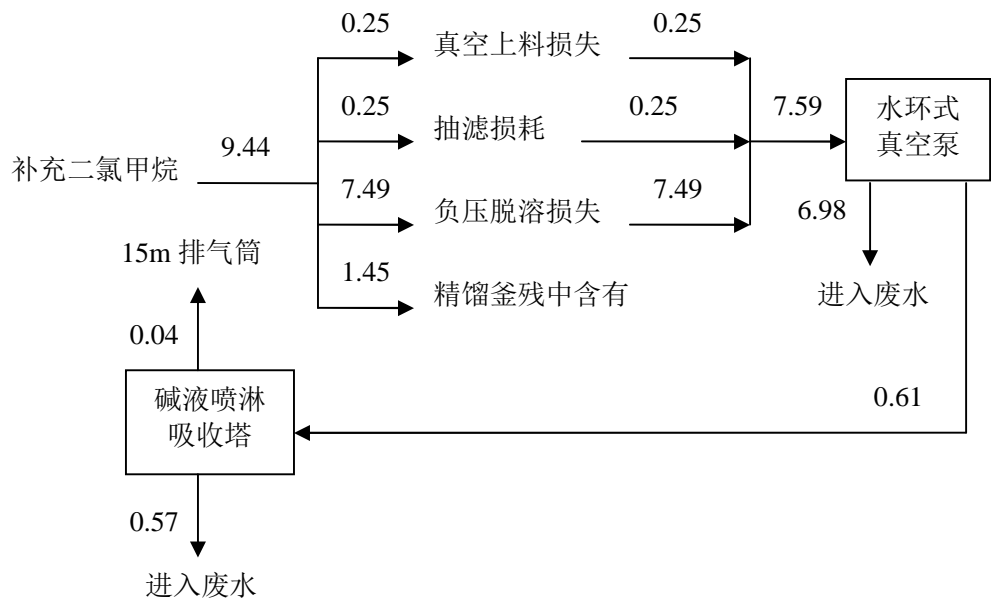 0.25
真空上料损失
0.25
0.25
抽滤损耗
0.25
7.59
水环式
真空泵
补充二氯甲烷
9.44
7.49
负压脱溶损失
7.49
6.98
15m 排气筒
1.45
精馏釜残中含有
进入废水
0.04
碱液喷淋
吸收塔
0.61
0.57
进入废水